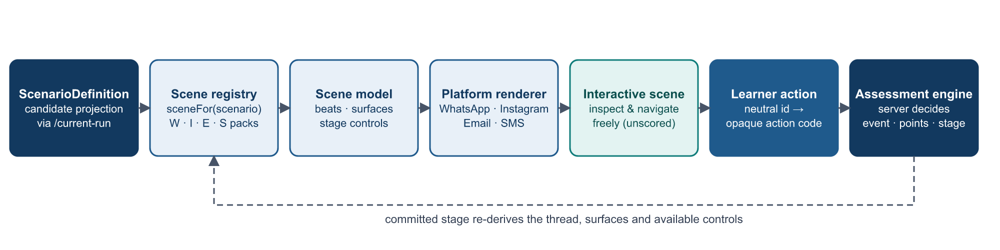 ScenarioDefinition
candidate projection
via /current-run
Scene registry
sceneFor(scenario)
W · I · E · S packs
Scene model
beats · surfaces
stage controls
Platform renderer
WhatsApp · Instagram
Email · SMS
Interactive scene
inspect & navigate
freely (unscored)
Learner action
neutral id →
opaque action code
Assessment engine
server decides
event · points · stage
committed stage re-derives the thread, surfaces and available controls